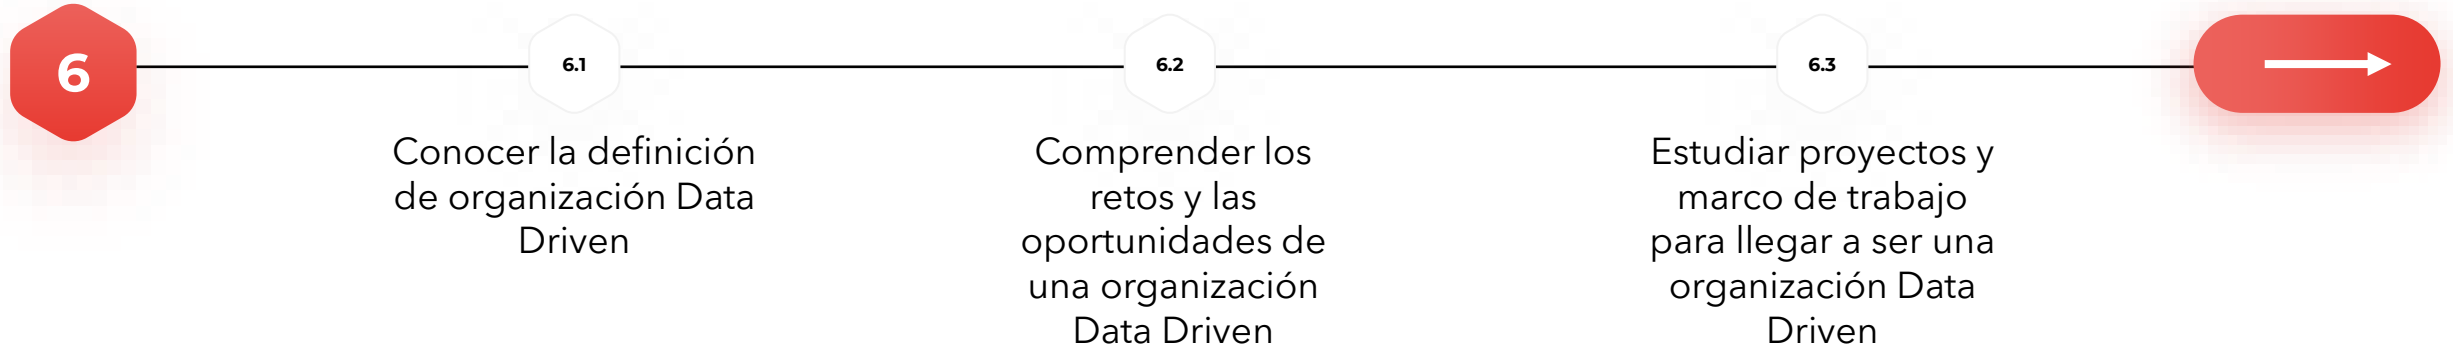 6
6.1
Conocer la definición
de organización Data
Driven
6.2
Comprender los
retos y las
oportunidades de
una organización
Data Driven
6.3
Estudiar proyectos y
marco de trabajo
para llegar a ser una
organización Data
Driven